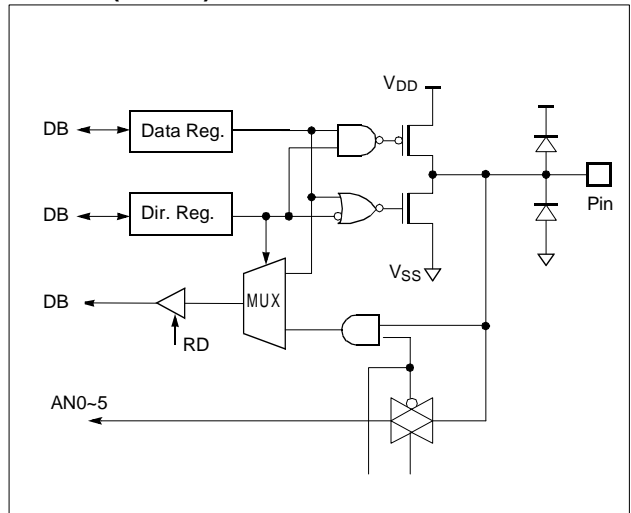 VDD
DB
Data Reg.
DB
Dir. Reg.
Pin
VSS
DB
MUX
RD
AN0~5